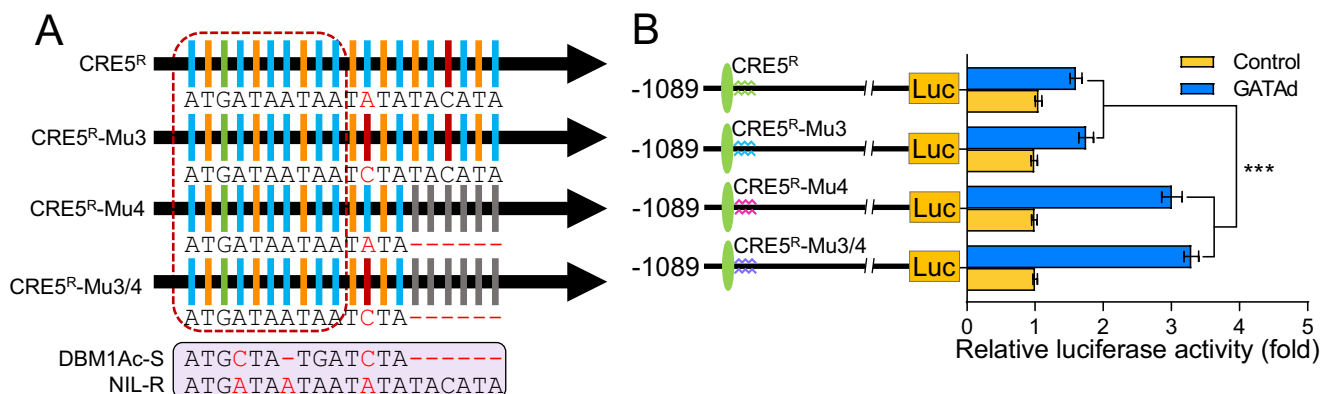 A
CRE5ᴿ
ATGATAATAATATATACATA
CRE5ᴿ-Mu3
ATGATAATAATCTATACATA
CRE5ᴿ-Mu4
ATGATAATAATATA------
CRE5ᴿ-Mu3/4
ATGATAATAATCTA------
DBM1Ac-S ATGCTA-TGATCTA------
NIL-R ATGATAATAATATATACATA
B
Control
GATAd
-1089 CRE5ᴿ Luc
-1089 CRE5ᴿ-Mu3 Luc
-1089 CRE5ᴿ-Mu4 Luc
-1089 CRE5ᴿ-Mu3/4 Luc
***
0 1 2 3 4 5
Relative luciferase activity (fold)